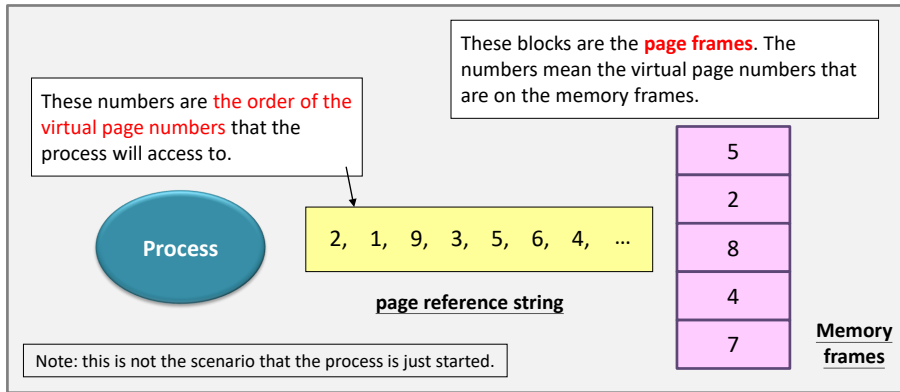 These blocks are the page frames. The
numbers mean the virtual page numbers that
are on the memory frames.
These numbers are the order of the
virtual page numbers that the
process will access to.
Process
2, 1, 9, 3, 5, 6, 4, ...
page reference string
5
2
8
4
7
Memory
frames
Note: this is not the scenario that the process is just started.